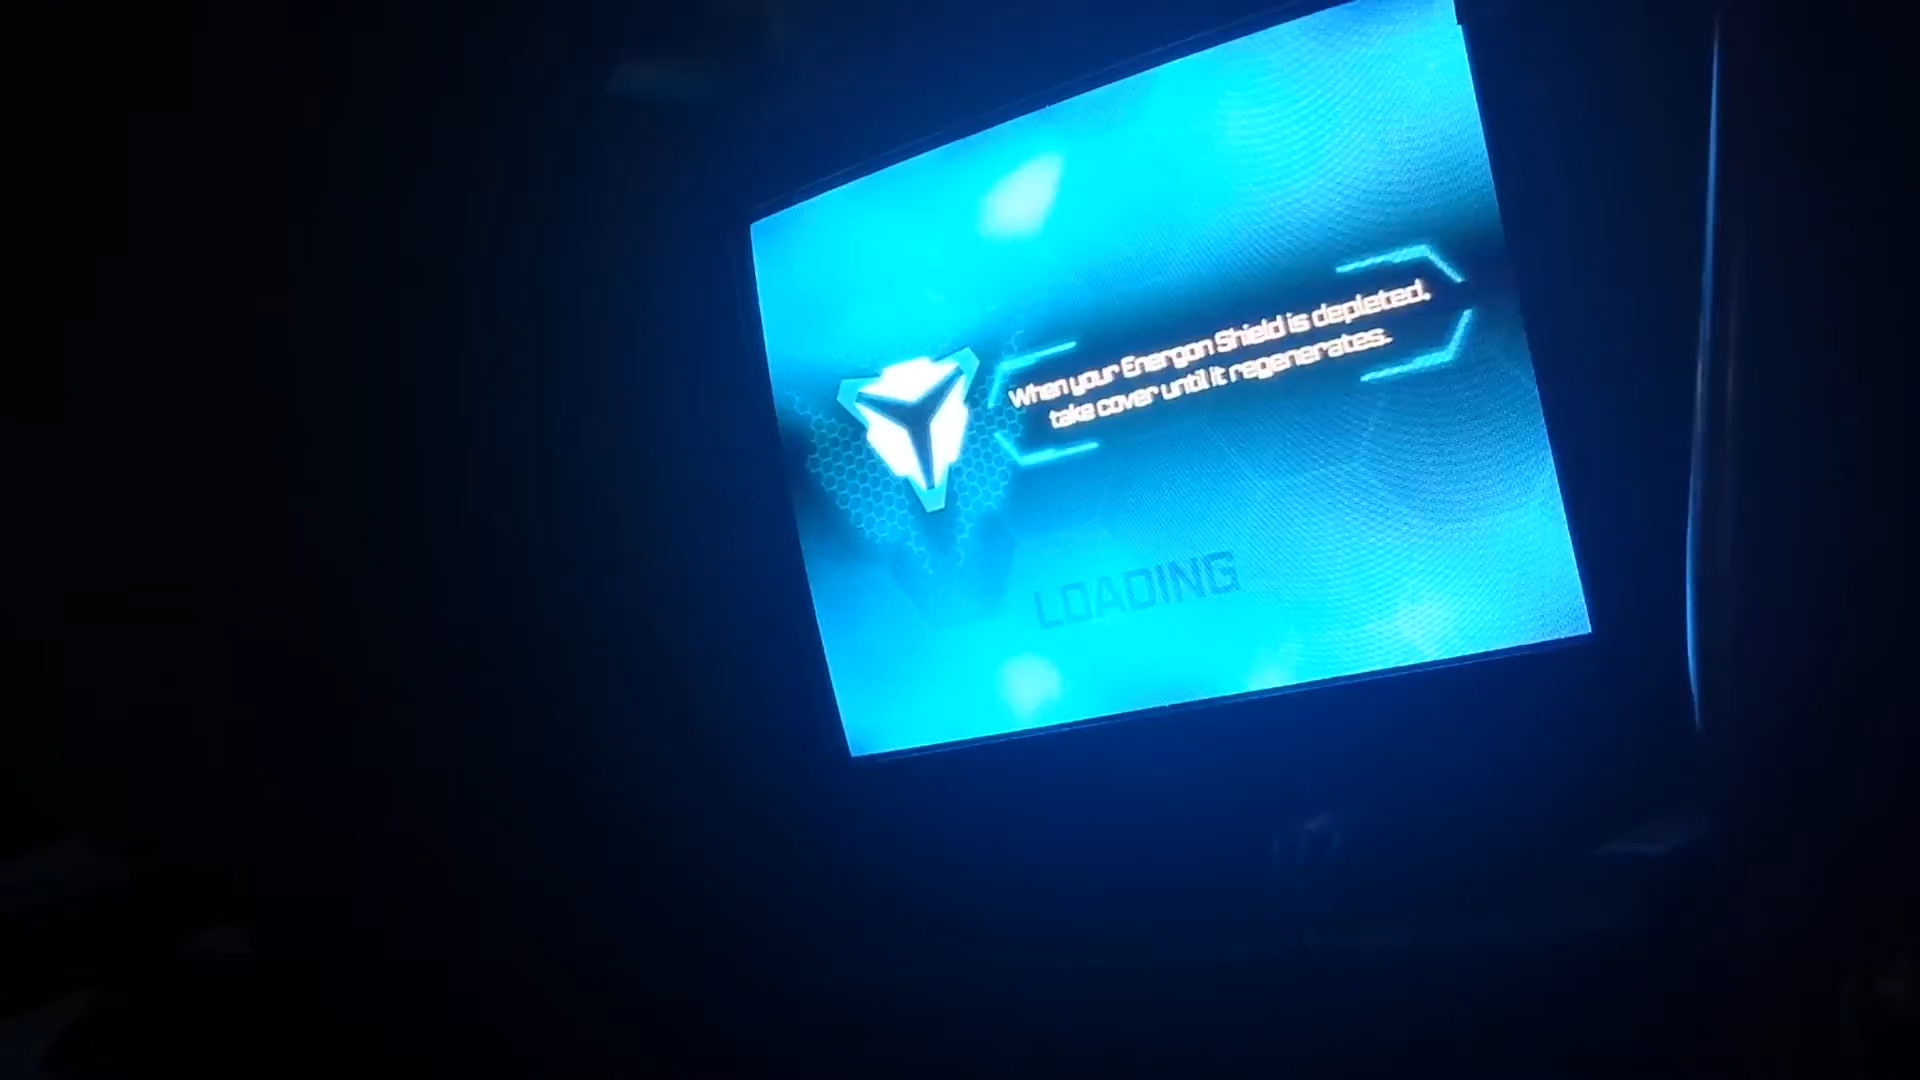 When your Energon Shield is depleted,
take cover until it regenerates.
LOADING